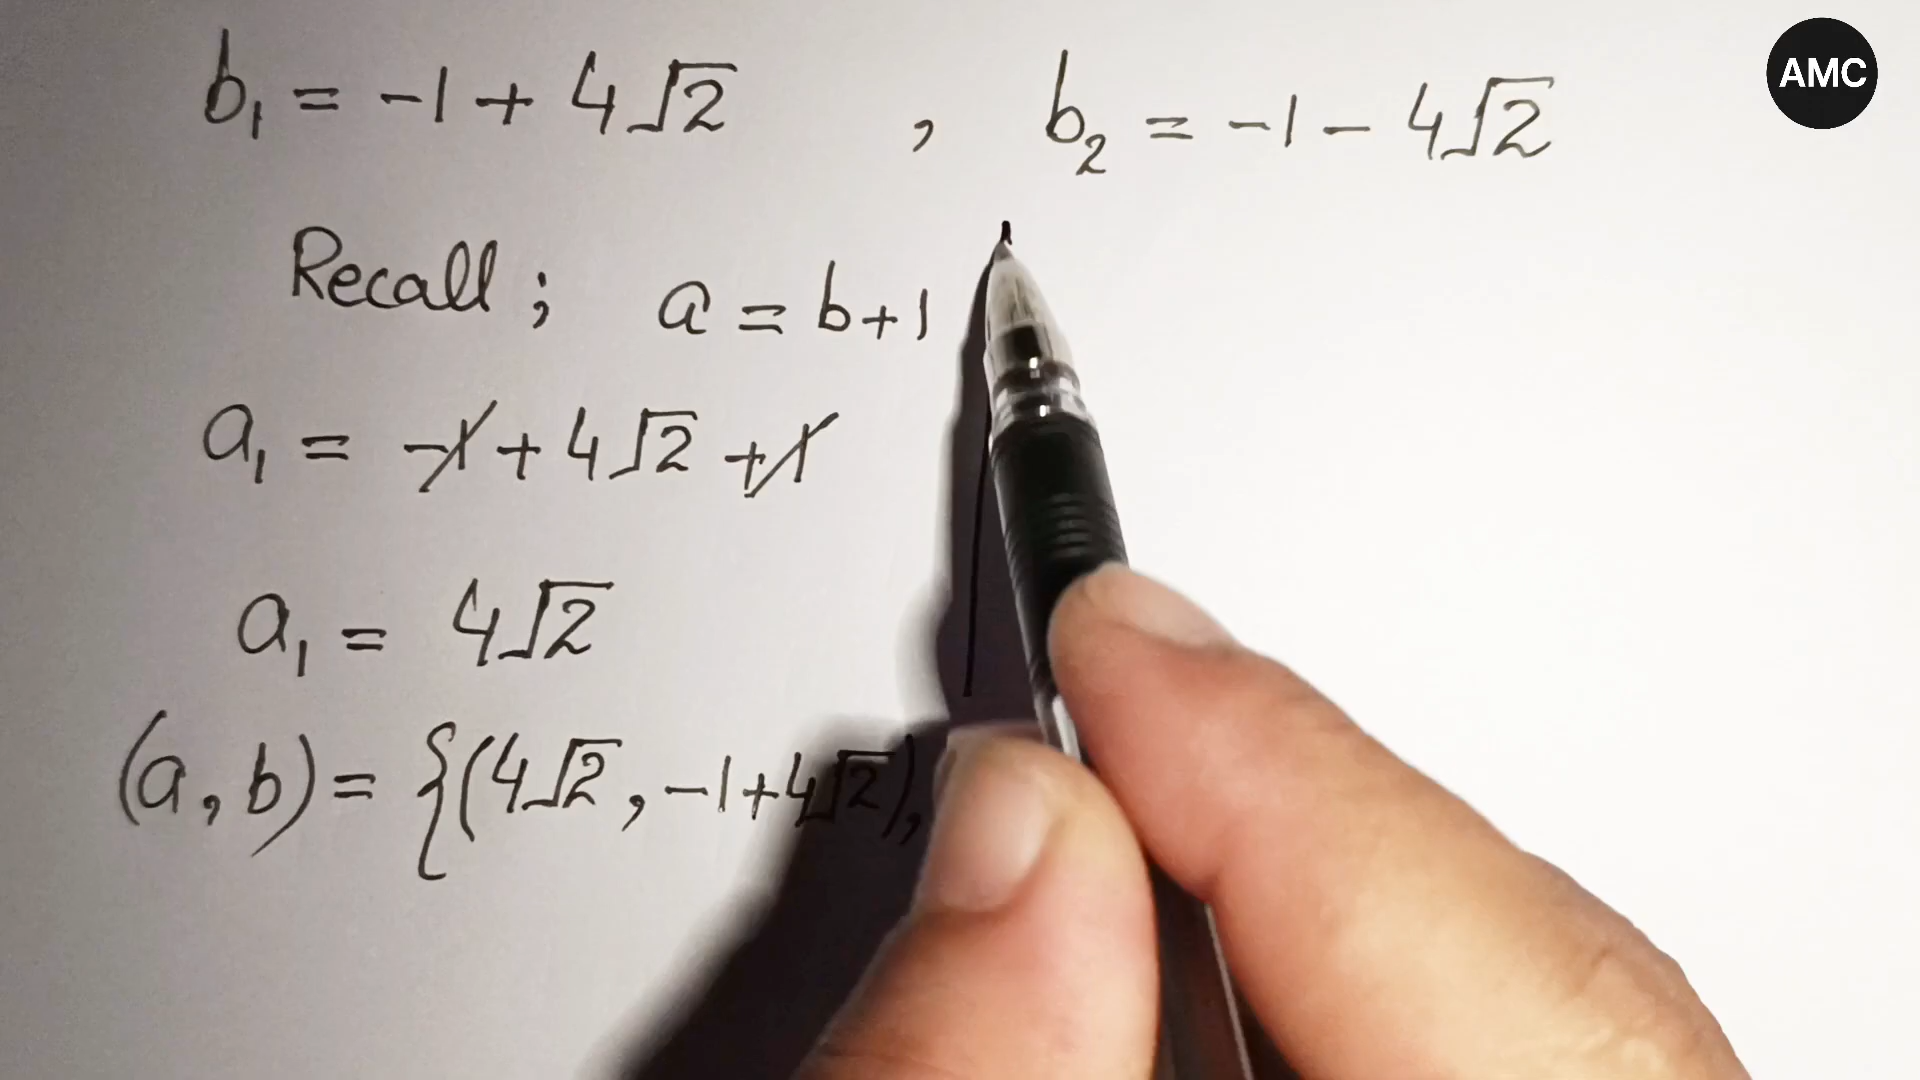 AMC
b₁ = -1 + 4√2 , b₂ = -1 - 4√2
Recall ; a = b+1
a₁ = -1 + 4√2 +1
a₁ = 4√2
(a, b) = {(4√2, -1+4√2),